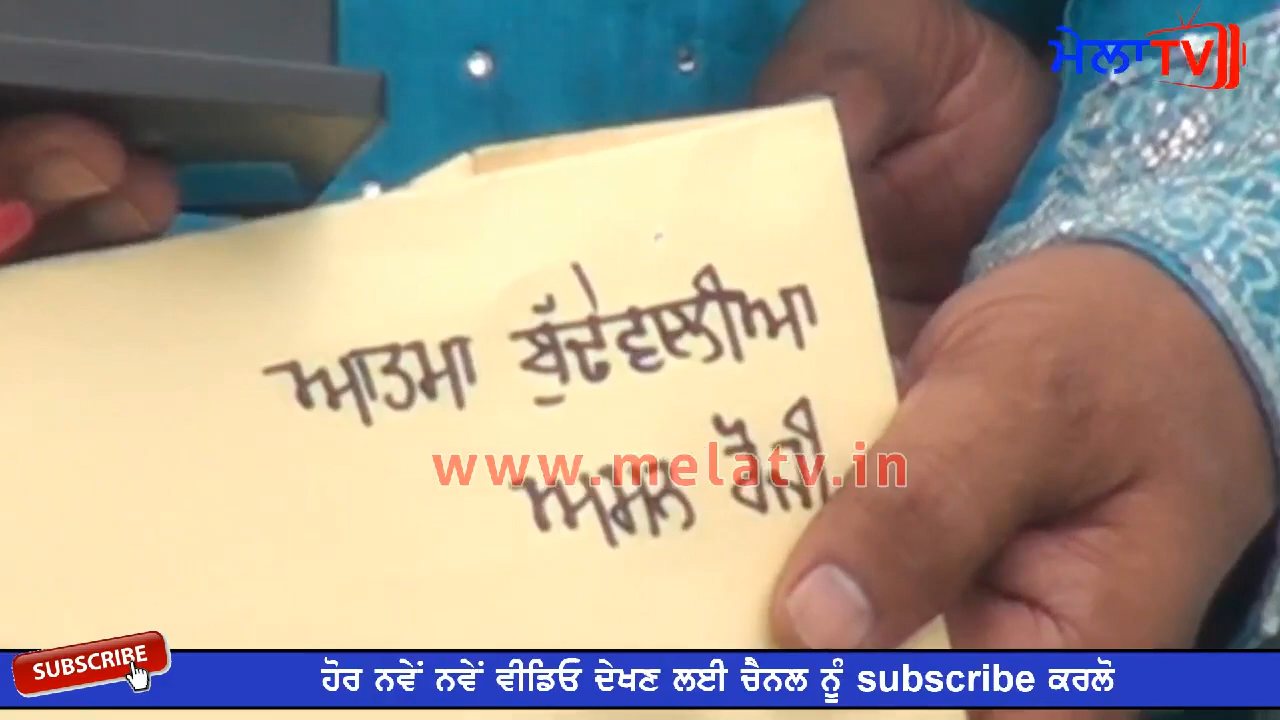 ਮੇਲਾ TV
ਆਤਮਾ ਬੁੱਢੇਵਾਲੀਆ
ਅਮਨ ਰੋਜ਼ੀ
www.melatv.in
SUBSCRIBE
ਹੋਰ ਨਵੇਂ ਨਵੇਂ ਵੀਡਿਓ ਦੇਖਣ ਲਈ ਚੈਨਲ ਨੂੰ subscribe ਕਰਲੋ